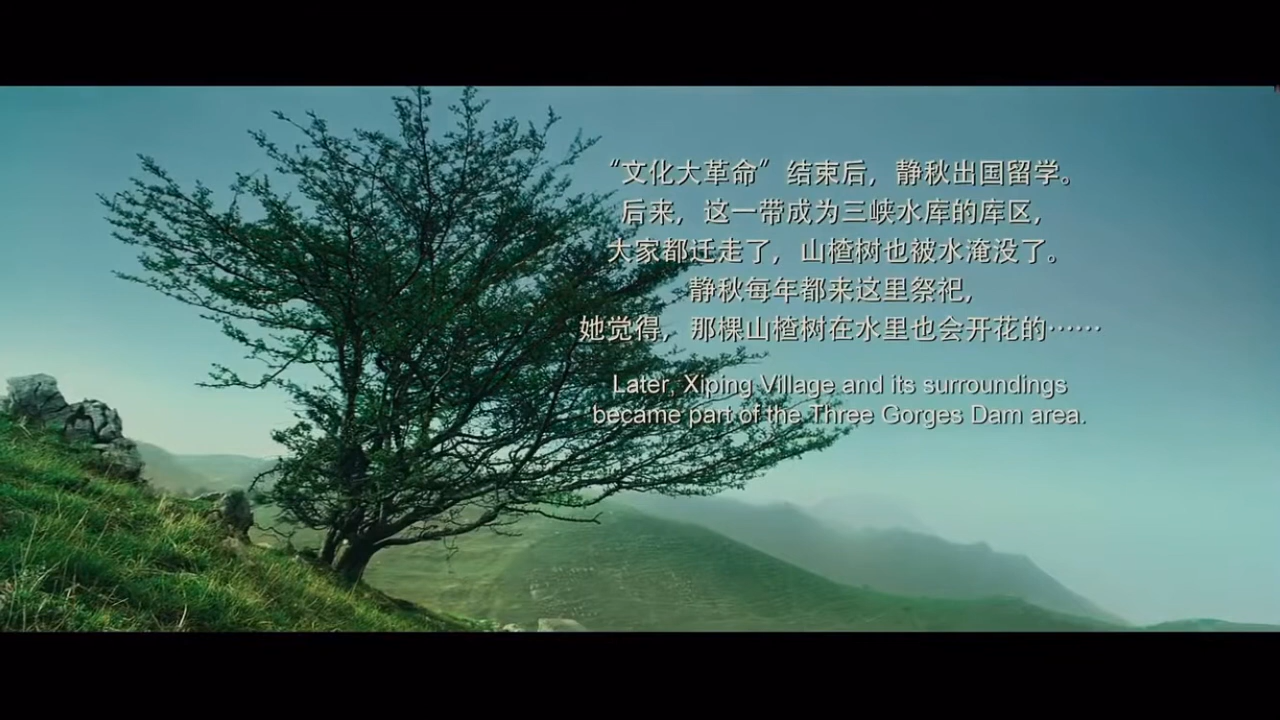 “文化大革命”结束后，静秋出国留学。
后来，这一带成为三峡水库的库区，
大家都迁走了，山楂树也被水淹没了。
静秋每年都来这里祭祀，
她觉得，那棵山楂树在水里也会开花的……
Later, Xiping Village and its surroundings
became part of the Three Gorges Dam area.